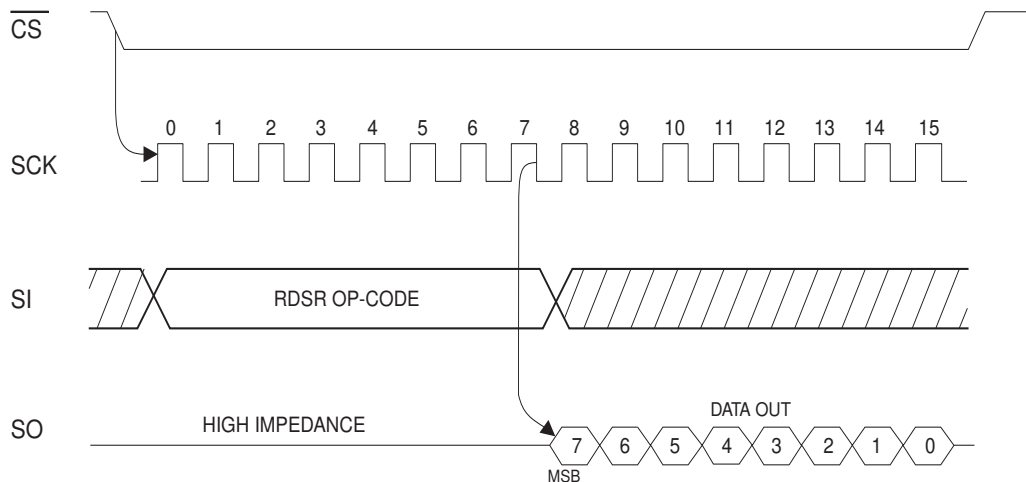 CS
0 1 2 3 4 5 6 7 8 9 10 11 12 13 14 15
SCK
SI RDSR OP-CODE
DATA OUT
SO HIGH IMPEDANCE
7 6 5 4 3 2 1 0
MSB